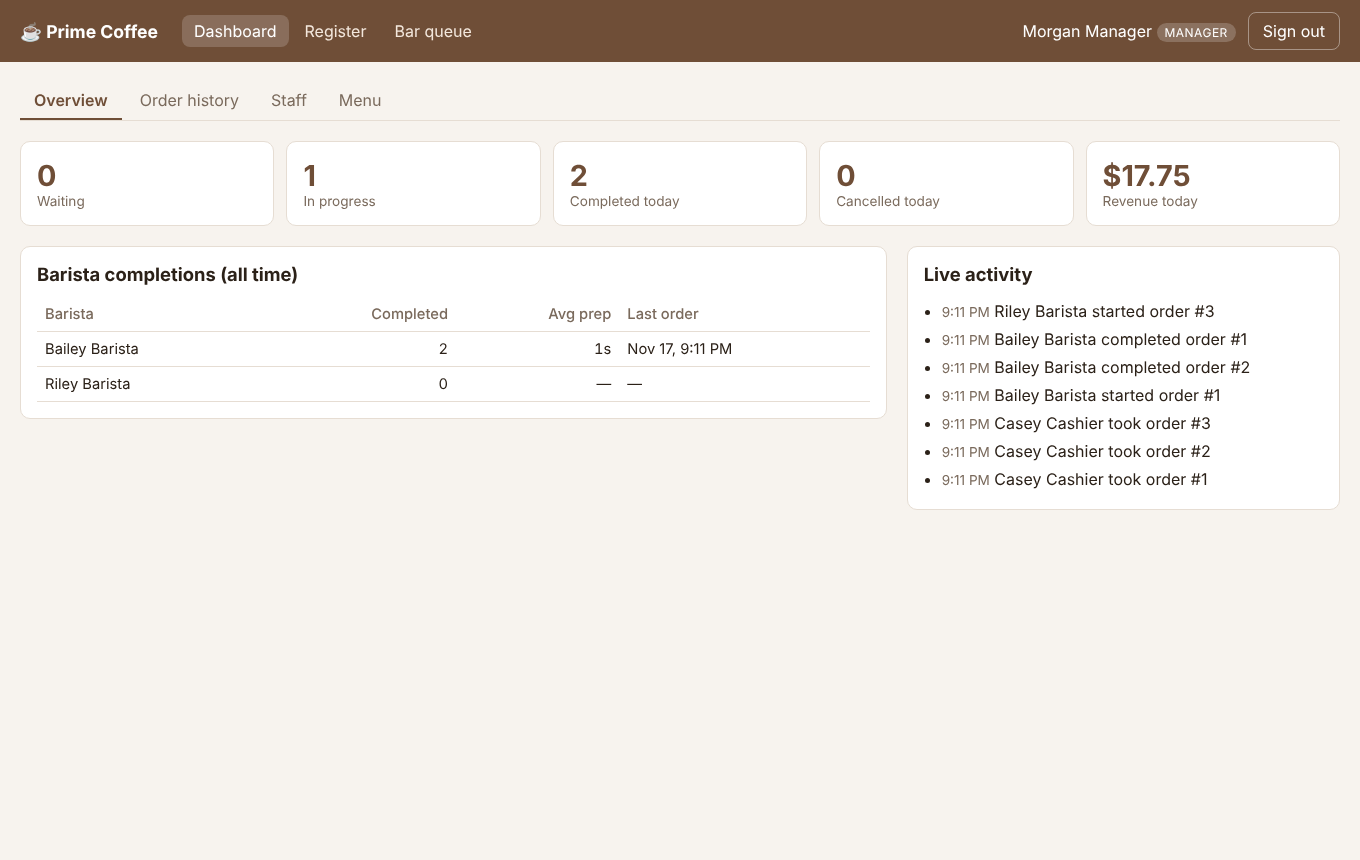 ☕ Prime Coffee Dashboard Register Bar queue Morgan Manager MANAGER Sign out
Overview Order history Staff Menu
0
Waiting
1
In progress
2
Completed today
0
Cancelled today
$17.75
Revenue today
Barista completions (all time)
Barista Completed Avg prep Last order
Bailey Barista 2 1s Nov 17, 9:11 PM
Riley Barista 0 — —
Live activity
9:11 PM Riley Barista started order #3
9:11 PM Bailey Barista completed order #1
9:11 PM Bailey Barista completed order #2
9:11 PM Bailey Barista started order #1
9:11 PM Casey Cashier took order #3
9:11 PM Casey Cashier took order #2
9:11 PM Casey Cashier took order #1